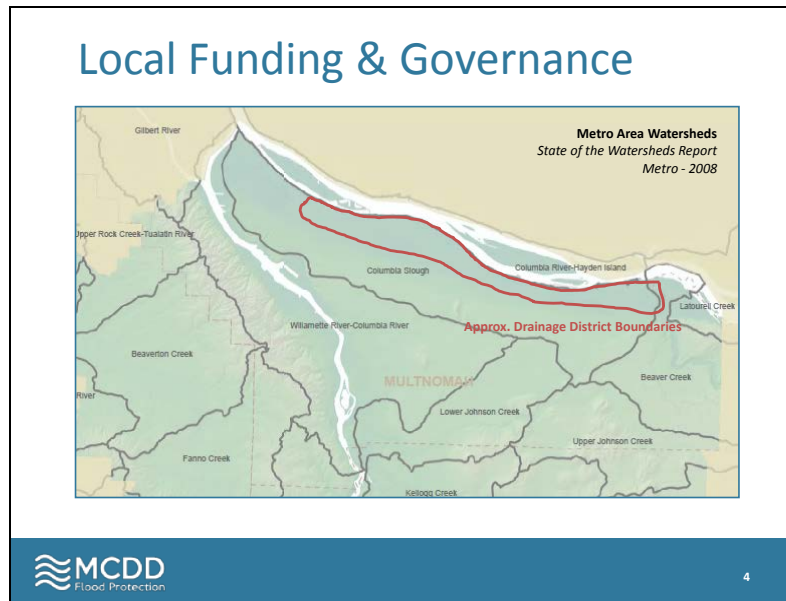 Local Funding & Governance
Metro Area Watersheds
State of the Watersheds Report
Metro - 2008
Gilbert River
Upper Rock Creek-Tualatin River
Columbia Slough
Columbia River-Hayden Island
Latourell Creek
Willamette River-Columbia River
Approx. Drainage District Boundaries
Beaverton Creek
MULTNOMAH
Beaver Creek
River
Lower Johnson Creek
Upper Johnson Creek
Fanno Creek
Kellogg Creek
MCDD
Flood Protection
4